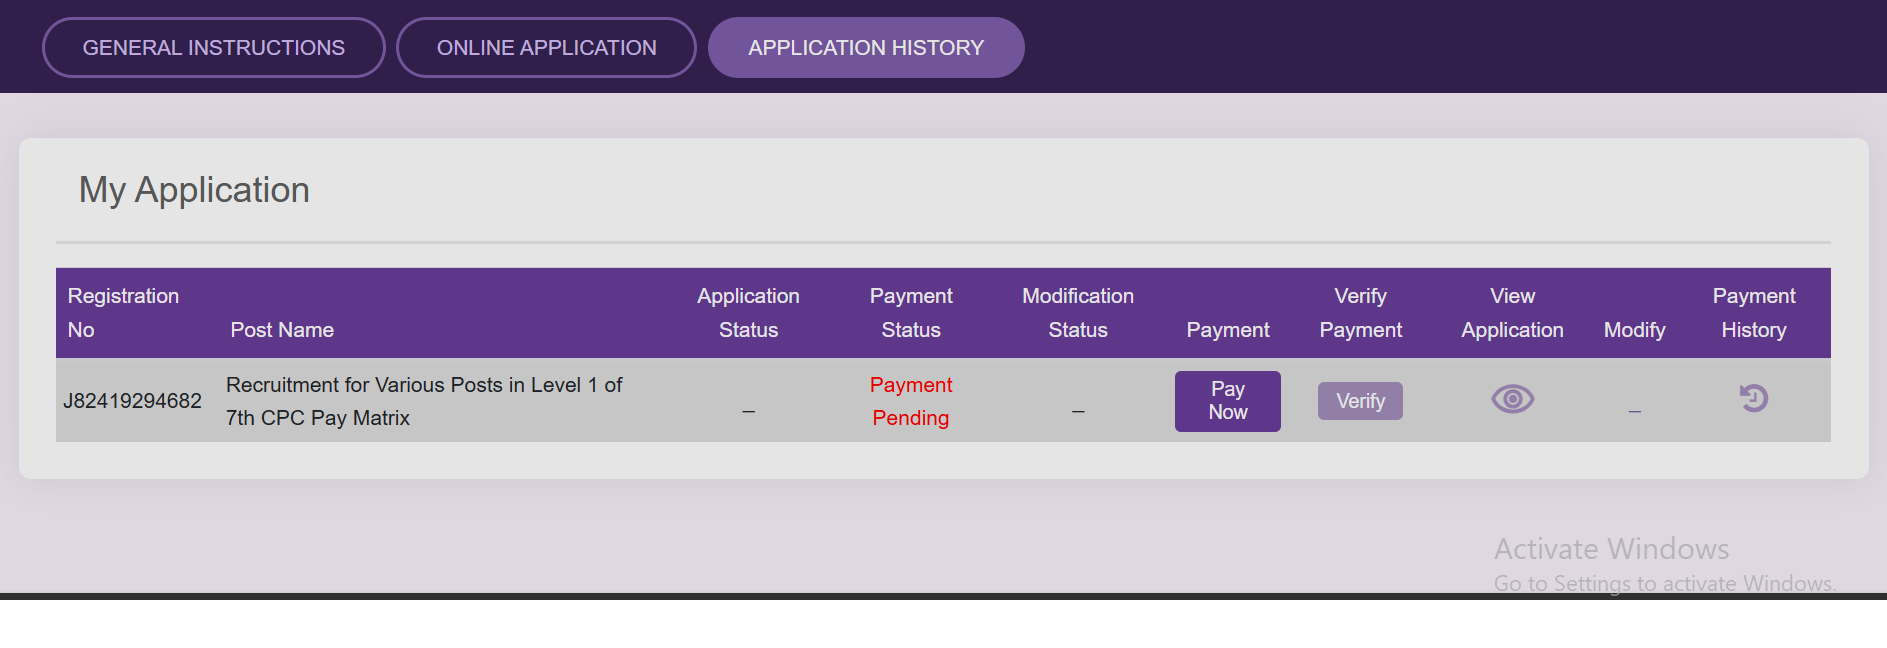 GENERAL INSTRUCTIONS
ONLINE APPLICATION
APPLICATION HISTORY
My Application
Registration No
Post Name
Application Status
Payment Status
Modification Status
Payment
Verify Payment
View Application
Modify
Payment History
J82419294682
Recruitment for Various Posts in Level 1 of
7th CPC Pay Matrix
_
Payment
Pending
_
Pay
Now
Verify
_
Activate Windows
Go to Settings to activate Windows.